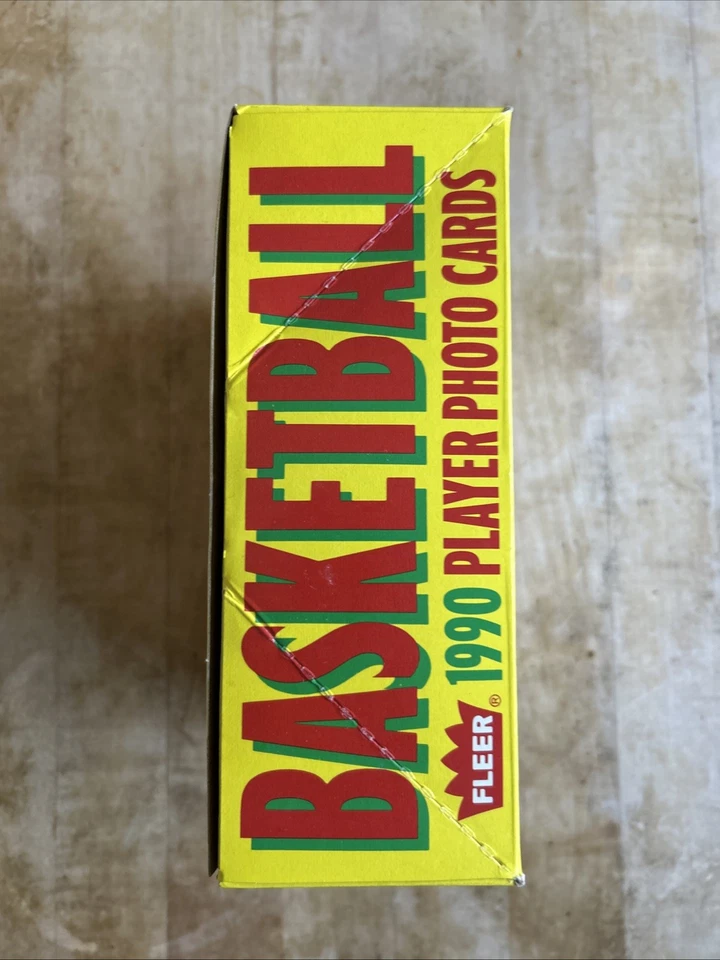 BASKETBALL
FLEER® 1990 PLAYER PHOTO CARDS